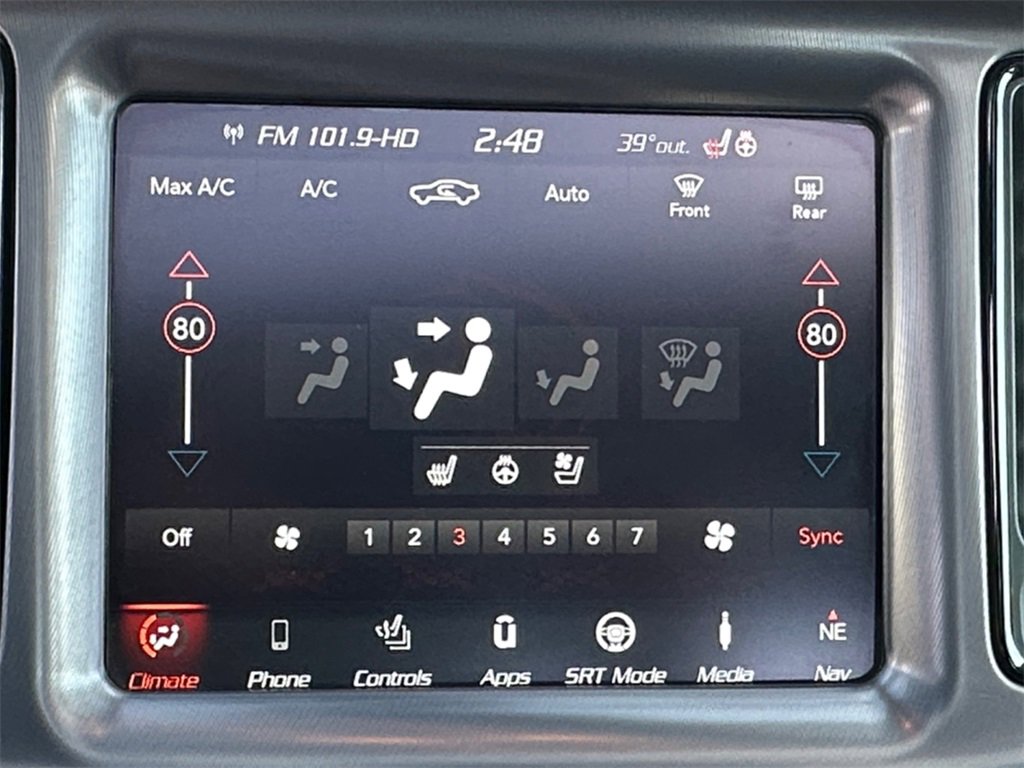 FM 101.9-HD 2:48 39° out.
Max A/C A/C Auto Front Rear
80 80
Off 1 2 3 4 5 6 7 Sync
NE
Climate Phone Controls Apps SRT Mode Media Nav